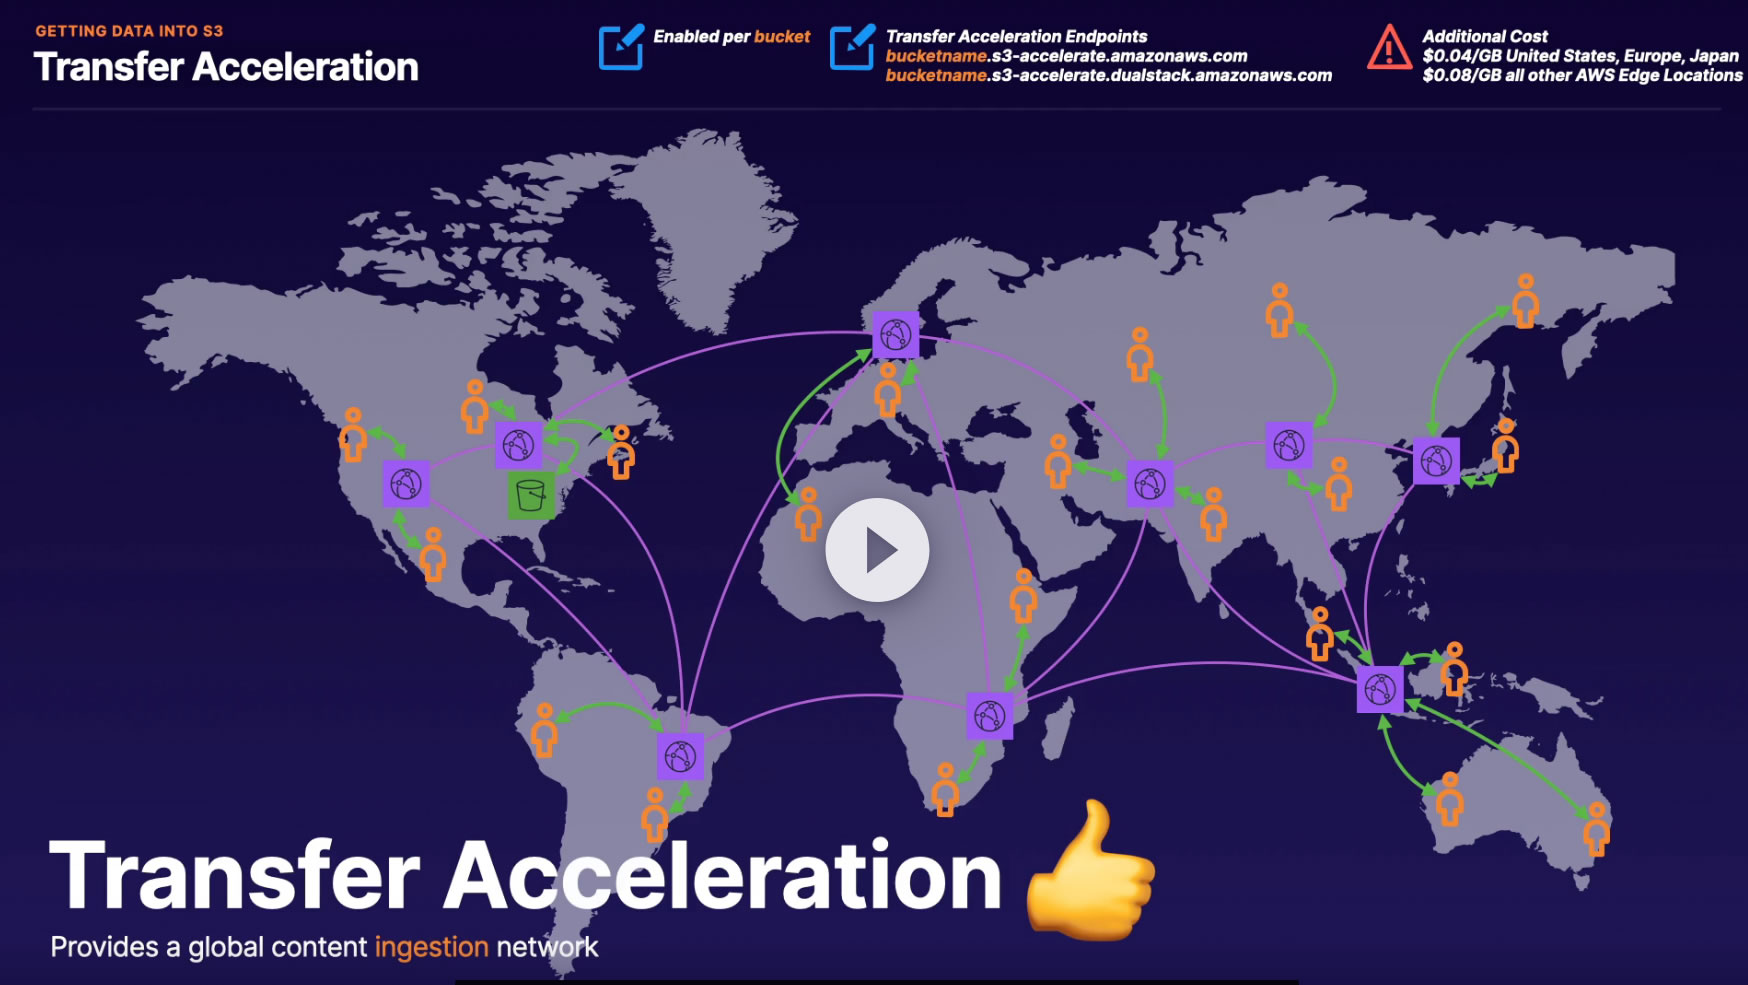 GETTING DATA INTO S3
Transfer Acceleration
Enabled per bucket
Transfer Acceleration Endpoints
bucketname.s3-accelerate.amazonaws.com
bucketname.s3-accelerate.dualstack.amazonaws.com
Additional Cost
$0.04/GB United States, Europe, Japan
$0.08/GB all other AWS Edge Locations
Transfer Acceleration
Provides a global content ingestion network